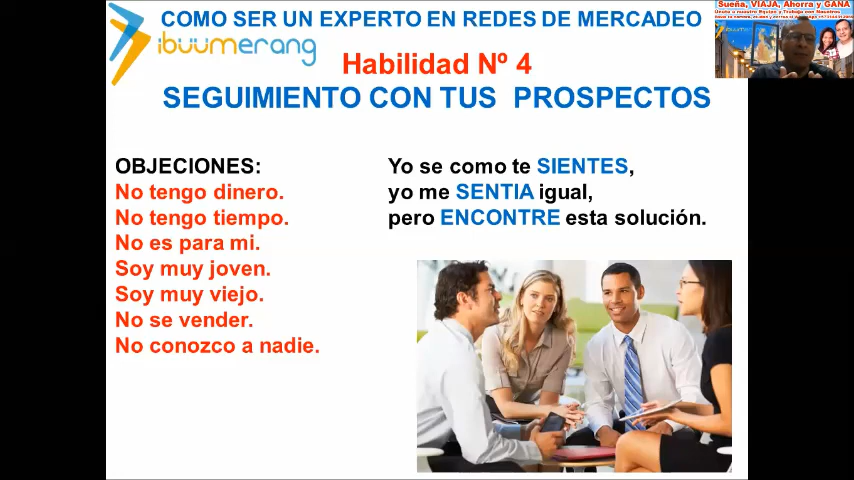 COMO SER UN EXPERTO EN REDES DE MERCADEO
ibüümerang
Habilidad Nº 4
SEGUIMIENTO CON TUS PROSPECTOS
OBJECIONES:
No tengo dinero.
No tengo tiempo.
No es para mi.
Soy muy joven.
Soy muy viejo.
No se vender.
No conozco a nadie.
Yo se como te SIENTES,
yo me SENTIA igual,
pero ENCONTRE esta solución.
Sueña, VIAJA, Ahorra y GANA